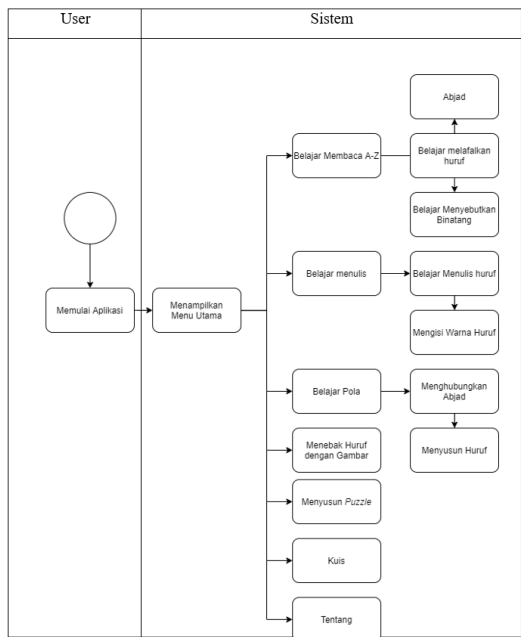 User
Sistem
Abjad
Belajar Membaca A-Z
Belajar melafalkan
huruf
Belajar Menyebutkan
Binatang
Belajar menulis
Belajar Menulis huruf
Memulai Aplikasi
Menampilkan
Menu Utama
Mengisi Warna Huruf
Belajar Pola
Menghubungkan
Abjad
Menebak Huruf
dengan Gambar
Menyusun Huruf
Menyusun Puzzle
Kuis
Tentang